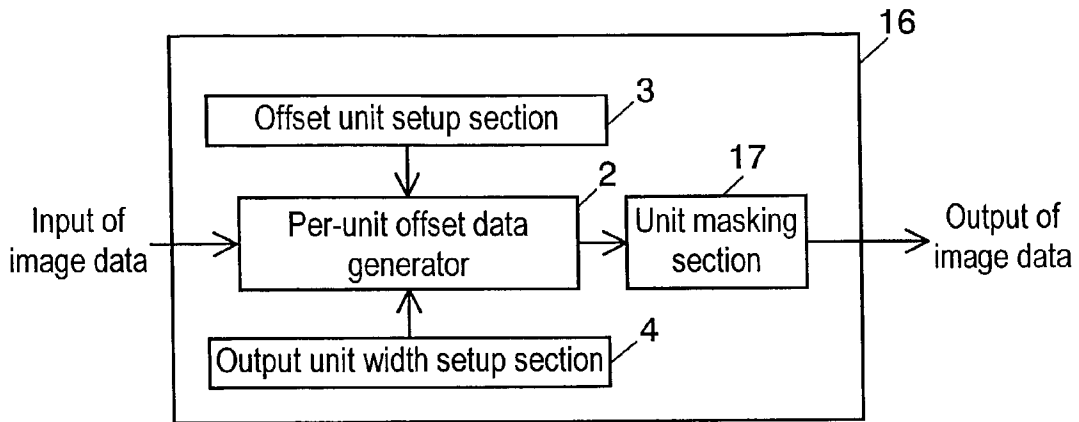 16
3
Offset unit setup section
17
2
Input of
image data
Per-unit offset data
generator
Unit masking
section
Output of
image data
4
Output unit width setup section